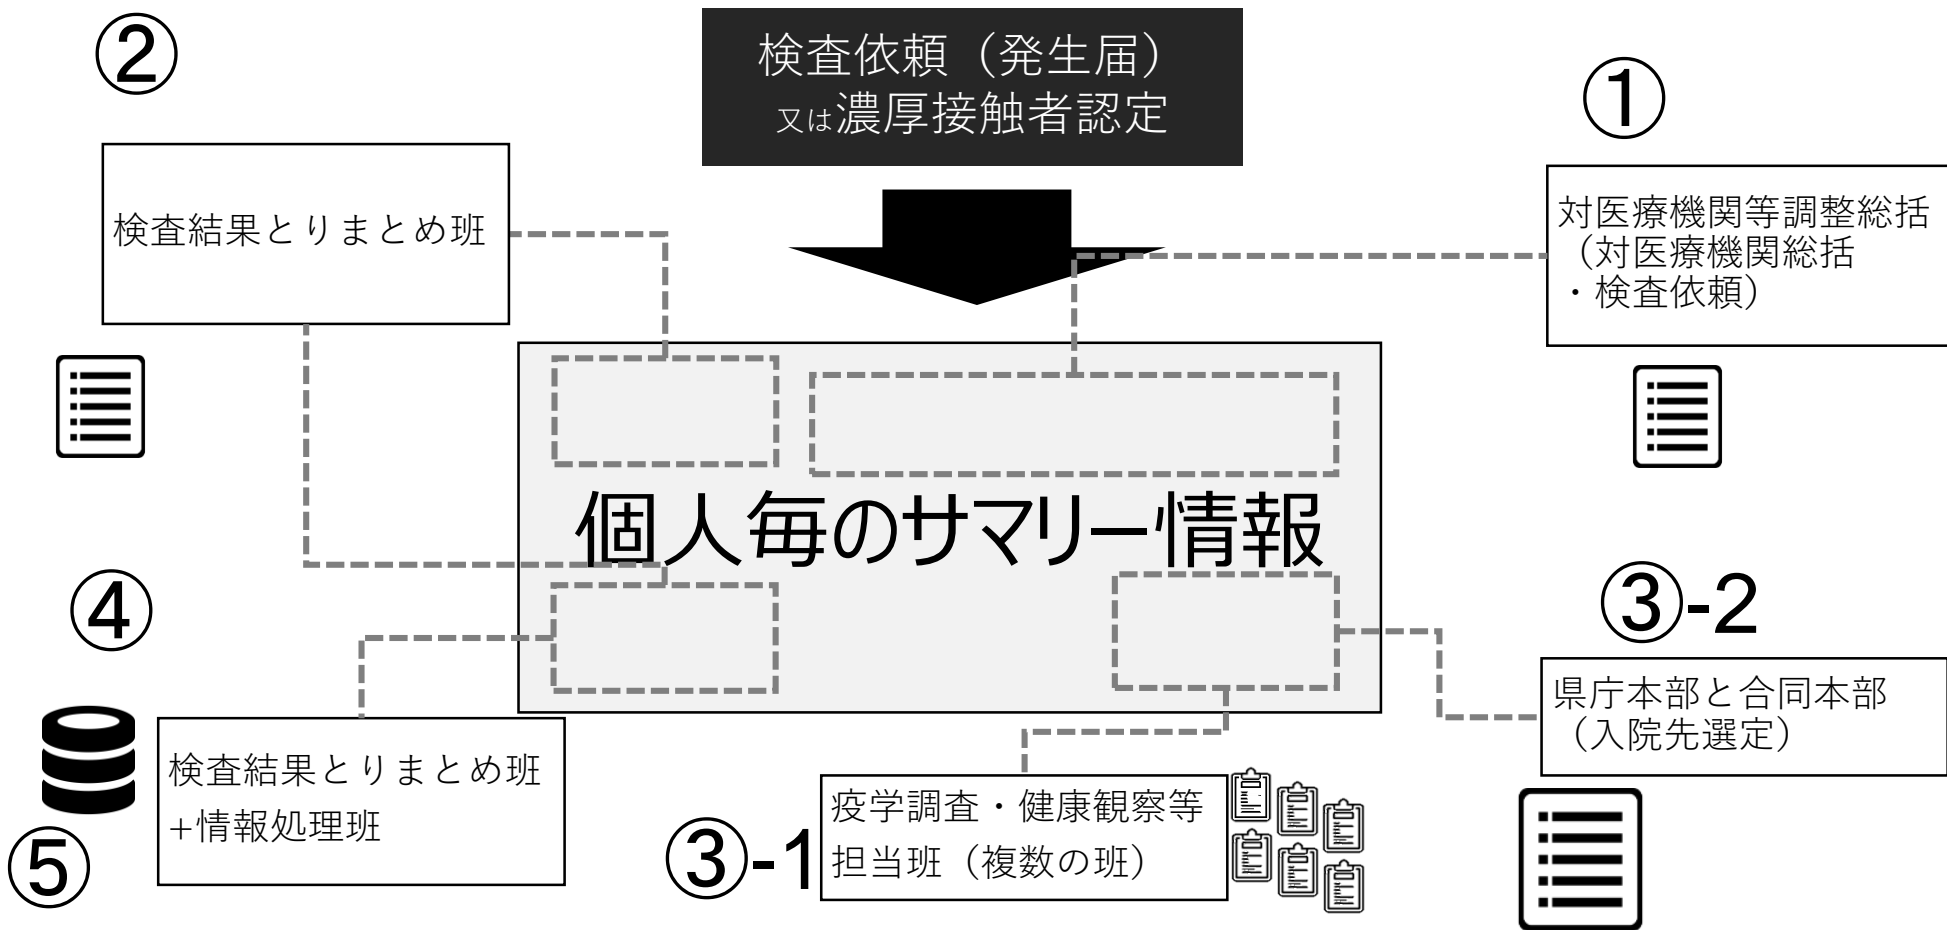 検査依頼（発生届）
又は濃厚接触者認定
①
対医療機関等調整総括
（対医療機関総括
・検査依頼）
②
検査結果とりまとめ班
個人毎のサマリー情報
③-2
県庁本部と合同本部
（入院先選定）
③-1
疫学調査・健康観察等
担当班（複数の班）
④
検査結果とりまとめ班
+情報処理班
⑤